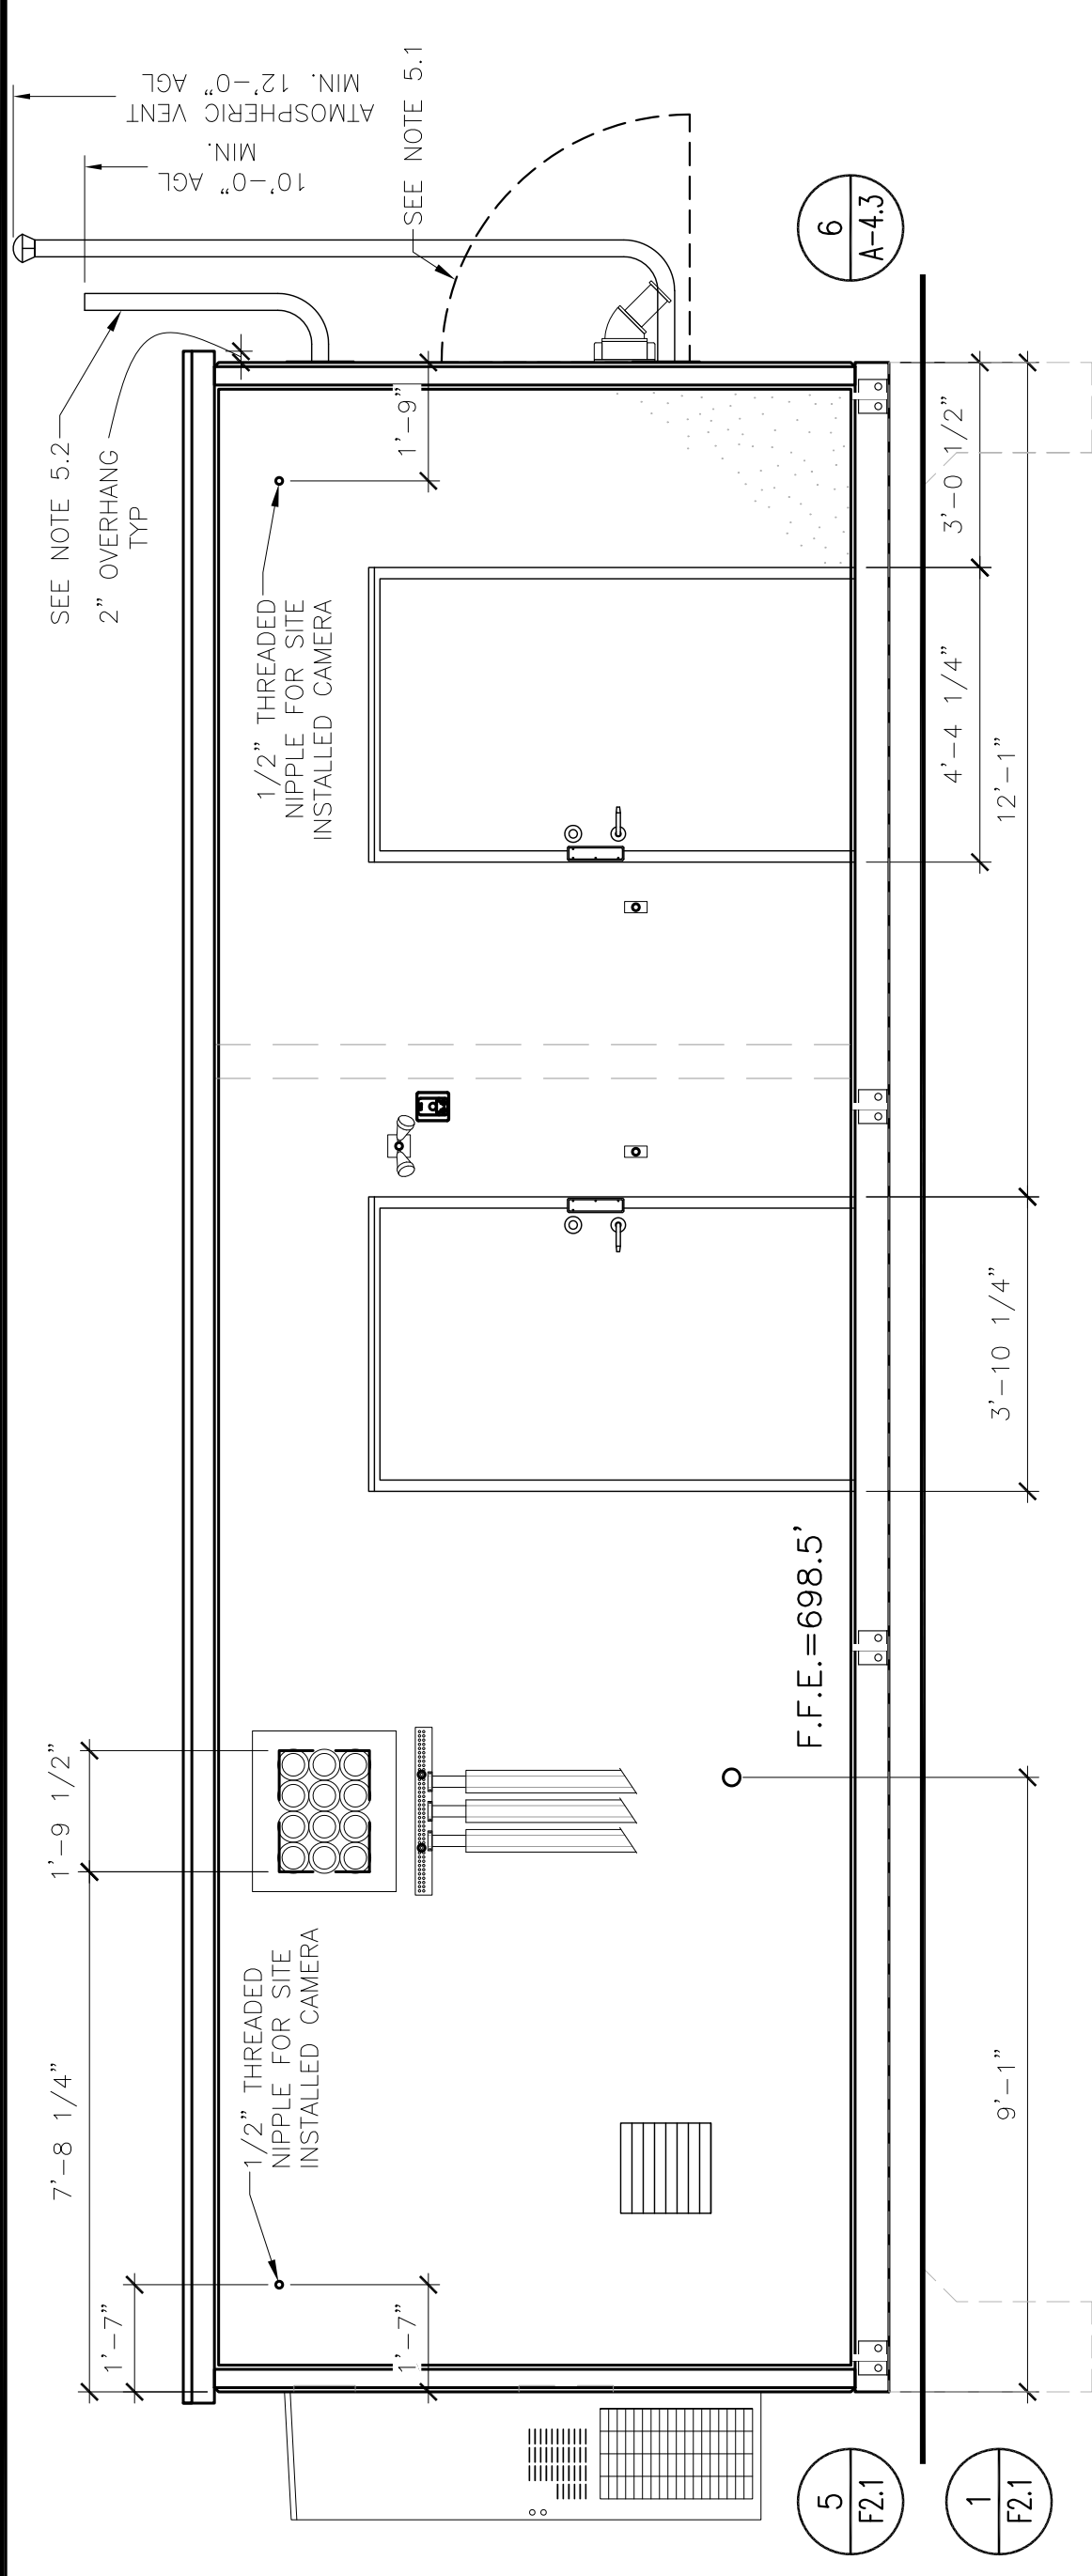 7'-8 1/4"
1'-9 1/2"
1'-7"
1'-7"
1/2" THREADED
NIPPLE FOR SITE
INSTALLED CAMERA
SEE NOTE 5.2
2" OVERHANG
TYP
1/2" THREADED
NIPPLE FOR SITE
INSTALLED CAMERA
1'-9"
10'-0" AGL
MIN.
ATMOSPHERIC VENT
MIN. 12'-0" AGL
SEE NOTE 5.1
F.F.E.=698.5'
9'-1"
3'-10 1/4"
12'-1"
4'-4 1/4"
3'-0 1/2"
5
F2.1
1
F2.1
6
A-4.3